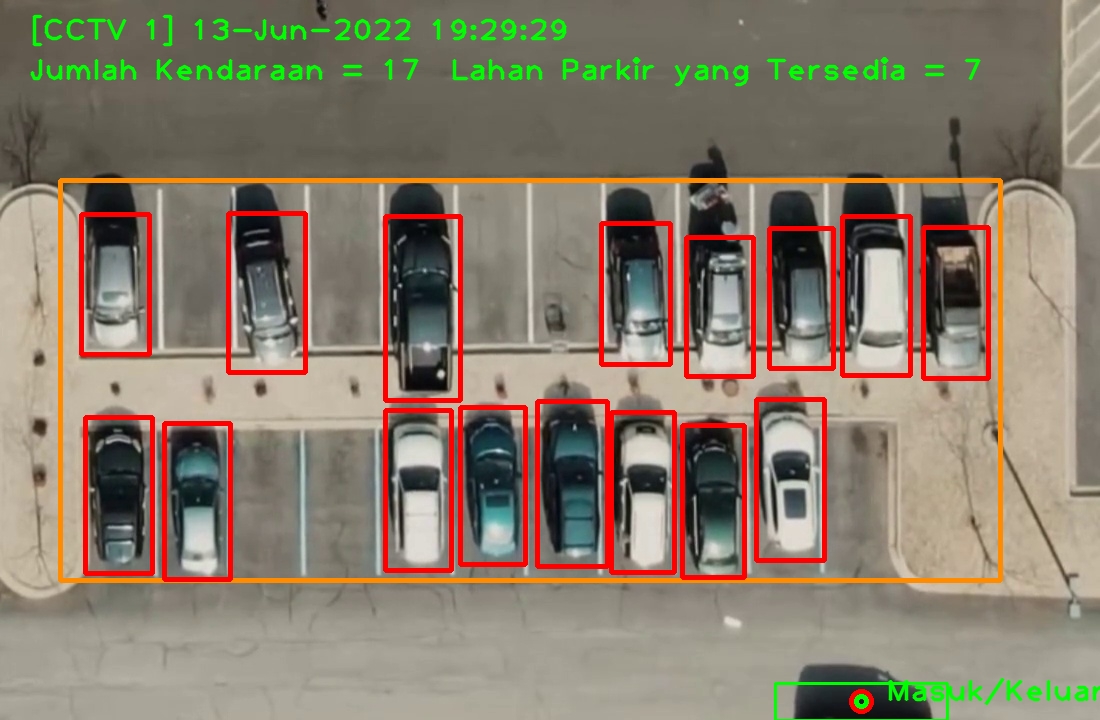 [CCTV 1] 13-Jun-2022 19:29:29
Jumlah Kendaraan = 17  Lahan Parkir yang Tersedia = 7
Masuk/Keluar